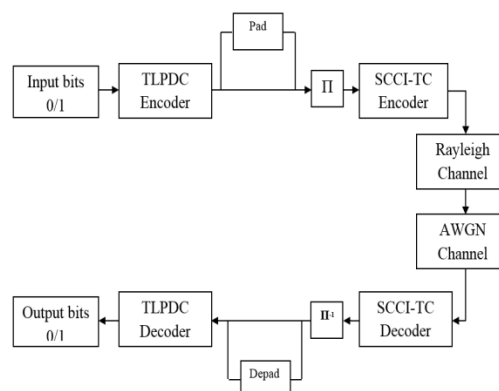 Pad
Input bits
0/1
TLPDC
Encoder
Π
SCCI-TC
Encoder
Rayleigh
Channel
AWGN
Channel
Output bits
0/1
TLPDC
Decoder
Π-1
SCCI-TC
Decoder
Depad